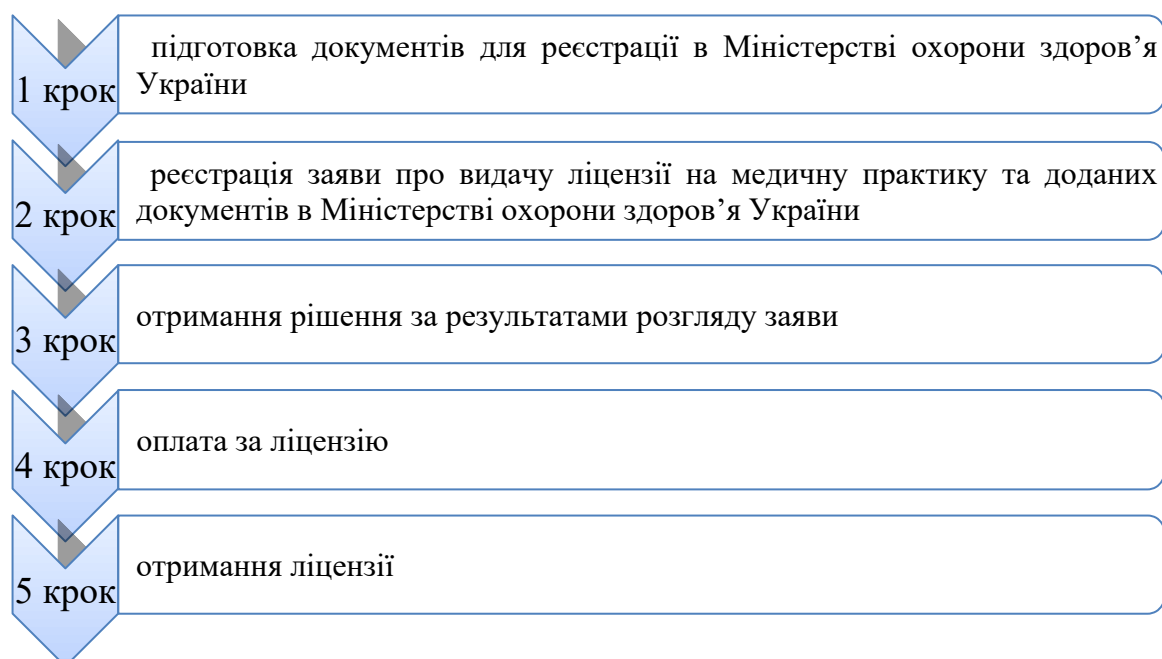 підготовка документів для реєстрації в Міністерстві охорони здоров’я
України
1 крок
реєстрація заяви про видачу ліцензії на медичну практику та доданих
документів в Міністерстві охорони здоров’я України
2 крок
отримання рішення за результатами розгляду заяви
3 крок
оплата за ліцензію
4 крок
отримання ліцензії
5 крок